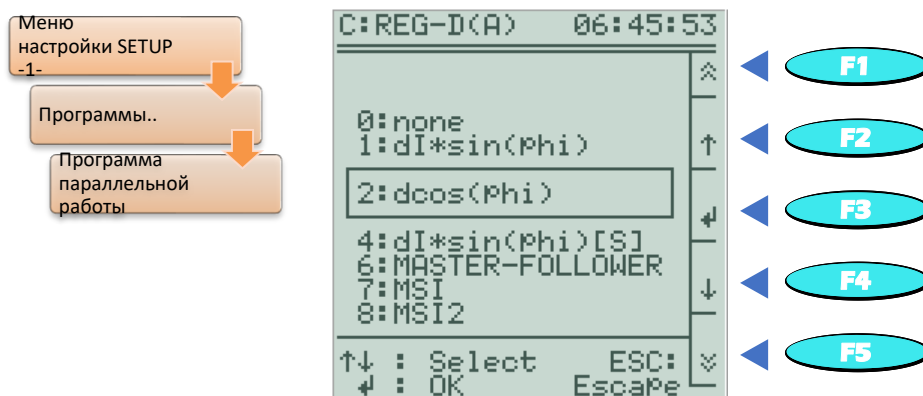 Меню
настройки SETUP
-1-
Программы..
Программа
параллельной
работы
C:REG-D(A) 06:45:53
0:none
1:dI*sin(Phi)
2:dcos(Phi)
4:dI*sin(Phi)[S]
6:MASTER-FOLLOWER
7:MSI
8:MSI2
↑↓ : Select ESC:
↲ : OK Escape
F1
F2
F3
F4
F5